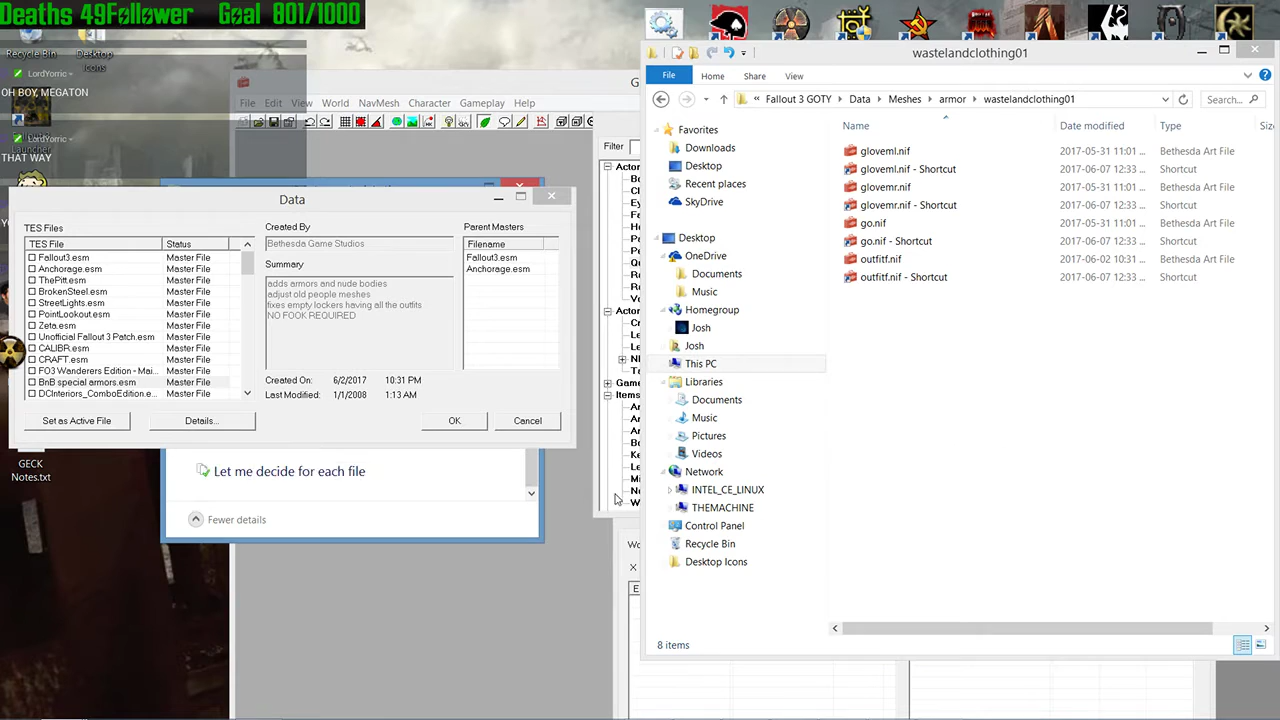 Deaths 49Follower Goal 801/1000
Recycle Bin
Desktop Icons
LordYorric
OH BOY, MEGATON
LordYorric
THAT WAY
GECK Notes.txt
File Edit View World NavMesh Character Gameplay Help
Filter
Data
TES Files
TES File Status
Fallout3.esm Master File
Anchorage.esm Master File
ThePitt.esm Master File
BrokenSteel.esm Master File
StreetLights.esm Master File
PointLookout.esm Master File
Zeta.esm Master File
Unofficial Fallout 3 Patch.esm Master File
CALIBR.esm Master File
CRAFT.esm Master File
FO3 Wanderers Edition - Mai... Master File
BnB special armors.esm Master File
DCInteriors_ComboEdition.e... Master File
Set as Active File
Details...
Created By
Bethesda Game Studios
Summary
adds armors and nude bodies
adjust old people meshes
fixes empty lockers having all the outfits
NO FOOK REQUIRED
Created On: 6/2/2017 10:31 PM
Last Modified: 1/1/2008 1:13 AM
Parent Masters
Filename
Fallout3.esm
Anchorage.esm
OK
Cancel
Let me decide for each file
Fewer details
wastelandclothing01
File Home Share View
Fallout 3 GOTY Data Meshes armor wastelandclothing01
Search...
Favorites
Downloads
Desktop
Recent places
SkyDrive
Desktop
OneDrive
Documents
Music
Homegroup
Josh
Josh
This PC
Libraries
Documents
Music
Pictures
Videos
Network
INTEL_CE_LINUX
THEMACHINE
Control Panel
Recycle Bin
Desktop Icons
Name Date modified Type
gloveml.nif 2017-05-31 11:01 ... Bethesda Art File
gloveml.nif - Shortcut 2017-06-07 12:33 ... Shortcut
glovemr.nif 2017-05-31 11:01 ... Bethesda Art File
glovemr.nif - Shortcut 2017-06-07 12:33 ... Shortcut
go.nif 2017-05-31 11:01 ... Bethesda Art File
go.nif - Shortcut 2017-06-07 12:33 ... Shortcut
outfitf.nif 2017-06-02 10:31 ... Bethesda Art File
outfitf.nif - Shortcut 2017-06-07 12:33 ... Shortcut
8 items